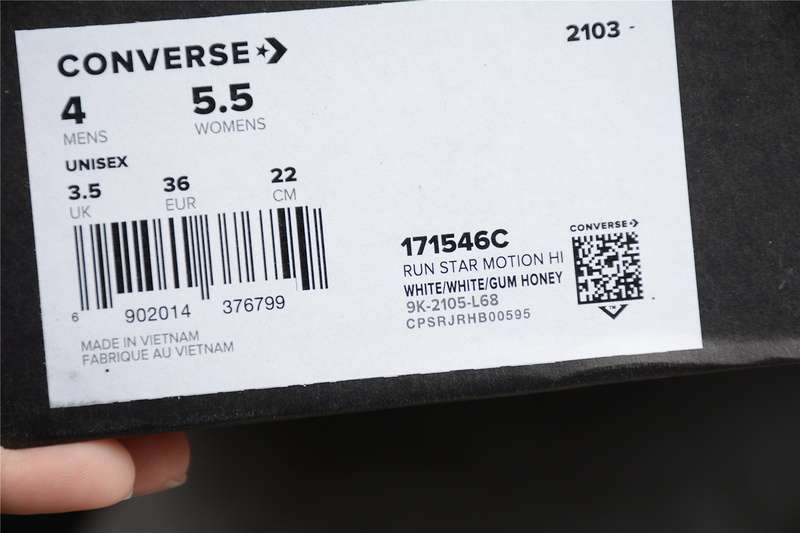 CONVERSE
2103 -
4
5.5
MENS
WOMENS
UNISEX
3.5
36
22
UK
EUR
CM
6 902014 376799
MADE IN VIETNAM
FABRIQUE AU VIETNAM
171546C
RUN STAR MOTION HI
WHITE/WHITE/GUM HONEY
9K-2105-L68
CPSRJRHB00595
CONVERSE
TM